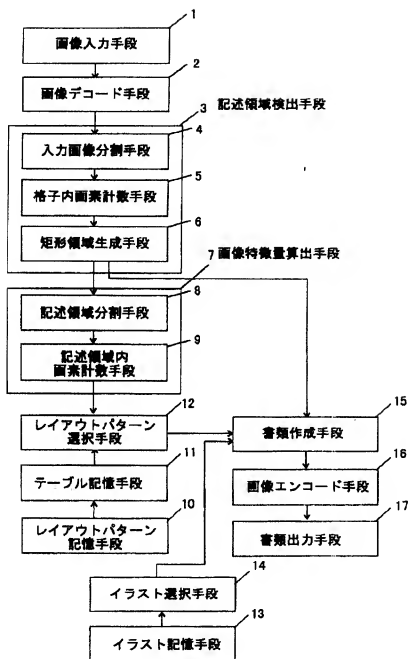 1
画像入力手段
2
画像デコード手段
3 記述領域検出手段
4
入力画像分割手段
5
格子内画素計数手段
6
矩形領域生成手段
7 画像特徴量算出手段
8
記述領域分割手段
9
記述領域内
画素計数手段
12
レイアウトパターン
選択手段
11
テーブル記憶手段
10
レイアウトパターン
記憶手段
15
書類作成手段
16
画像エンコード手段
17
書類出力手段
14
イラスト選択手段
13
イラスト記憶手段